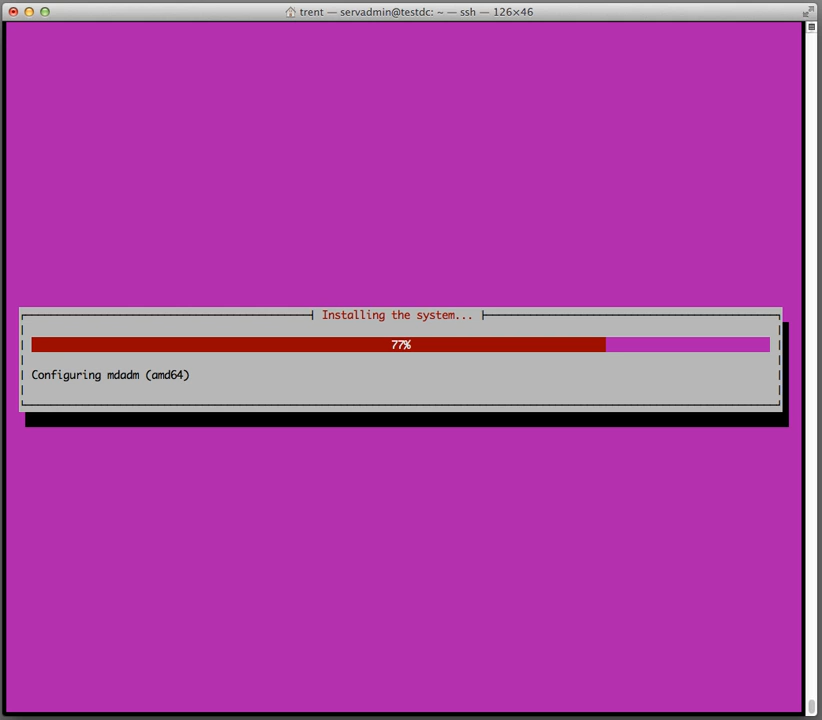 trent — servadmin@testdc: ~ — ssh — 126×46
Installing the system...
77%
Configuring mdadm (amd64)